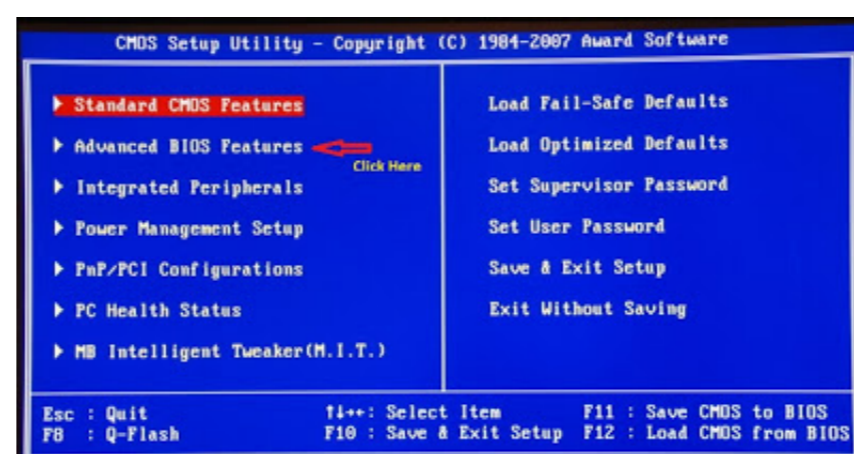 CMOS Setup Utility - Copyright (C) 1984-2007 Award Software
Standard CMOS Features
Advanced BIOS Features
Click Here
Integrated Peripherals
Power Management Setup
PnP/PCI Configurations
PC Health Status
MB Intelligent Tweaker(M.I.T.)
Load Fail-Safe Defaults
Load Optimized Defaults
Set Supervisor Password
Set User Password
Save & Exit Setup
Exit Without Saving
Esc : Quit ↑↓→←: Select Item F11 : Save CMOS to BIOS
F8 : Q-Flash F10 : Save & Exit Setup F12 : Load CMOS from BIOS